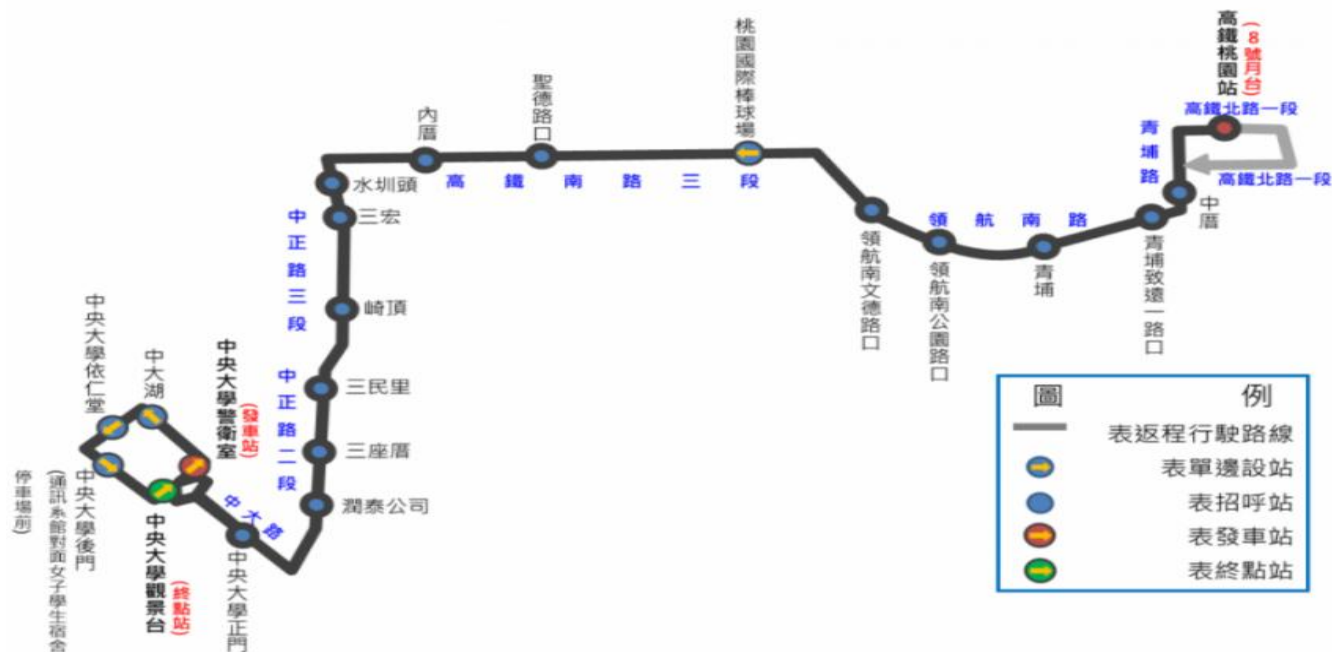 高鐵桃園站
(8號月台)
高鐵北路一段
高鐵北路一段
青埔路
中厝
青埔致遠一路口
青埔
領航南路
領航南公園路口
領航南文德路口
桃園國際棒球場
高鐵南路三段
聖德路口
內厝
水圳頭
三宏
中正路三段
崎頂
三民里
中正路二段
三座厝
潤泰公司
中大路
中央大學正門
中央大學警衛室
(發車站)
中大湖
中央大學依仁堂
中央大學後門
(通訊系館對面女子學生宿舍
停車場前)
中央大學觀景台
(終點站)
圖 例
表返程行駛路線
表單邊設站
表招呼站
表發車站
表終點站